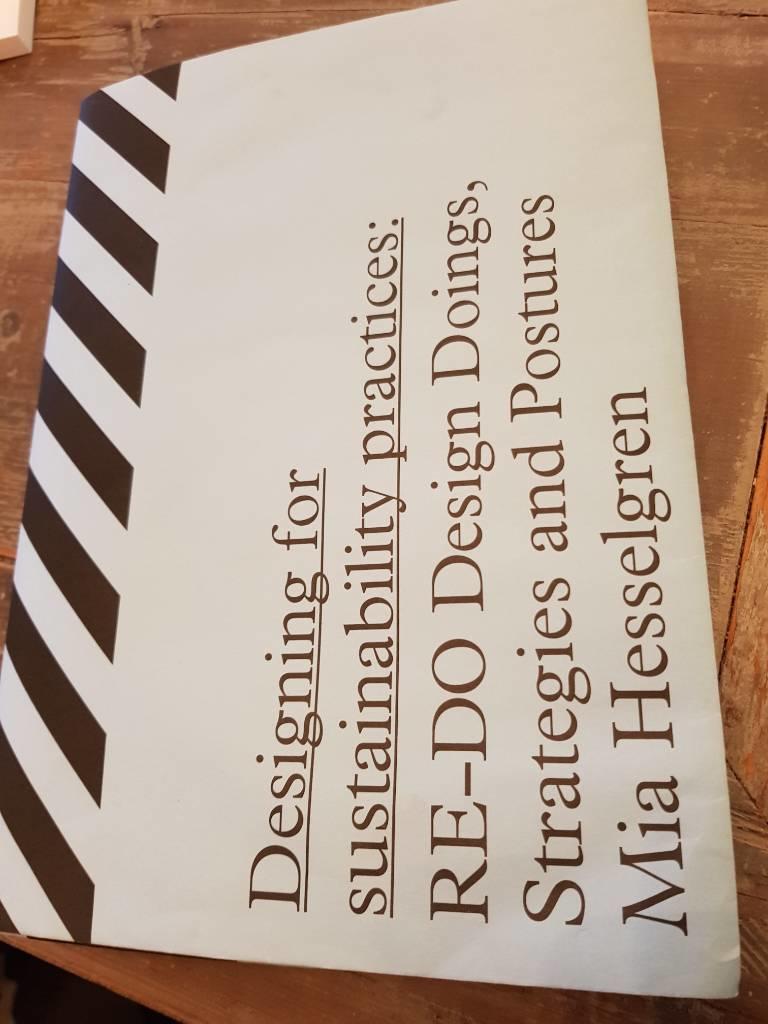 Designing for
sustainability practices:
RE-DO Design Doings,
Strategies and Postures
Mia Hesselgren